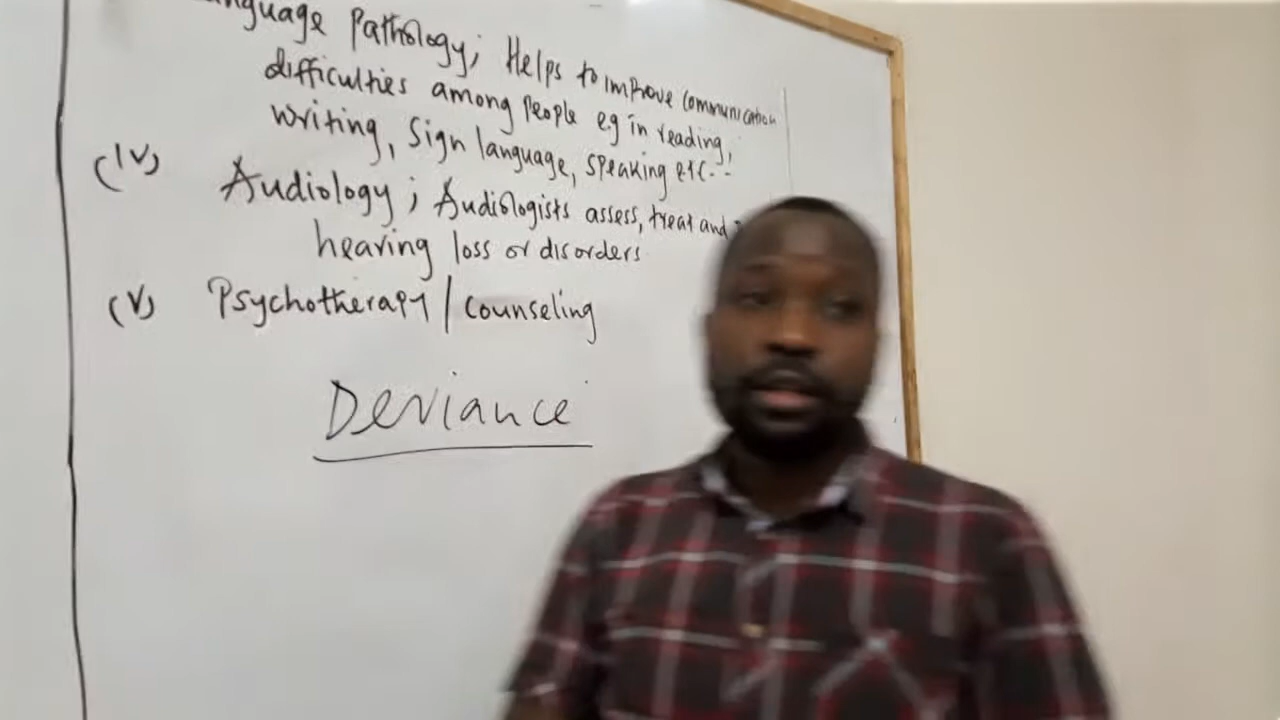 Language Pathology; Helps to improve communication
difficulties among people e.g in reading,
writing, sign language, speaking etc--
(iv) Audiology; Audiologists assess, treat and
hearing loss or disorders
(v) Psychotherapy/counseling
Deviance